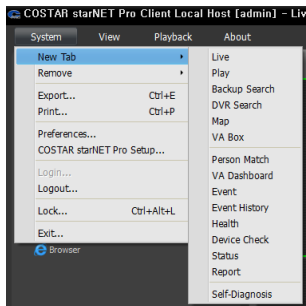 COSTAR starNET Pro Client Local Host [admin] - Liv
System View Playback About
New Tab
Remove
Export... Ctrl+E
Print... Ctrl+P
Preferences...
COSTAR starNET Pro Setup...
Login...
Logout...
Lock... Ctrl+Alt+L
Exit...
Browser
Live
Play
Backup Search
DVR Search
Map
VA Box
Person Match
VA Dashboard
Event
Event History
Health
Device Check
Status
Report
Self-Diagnosis